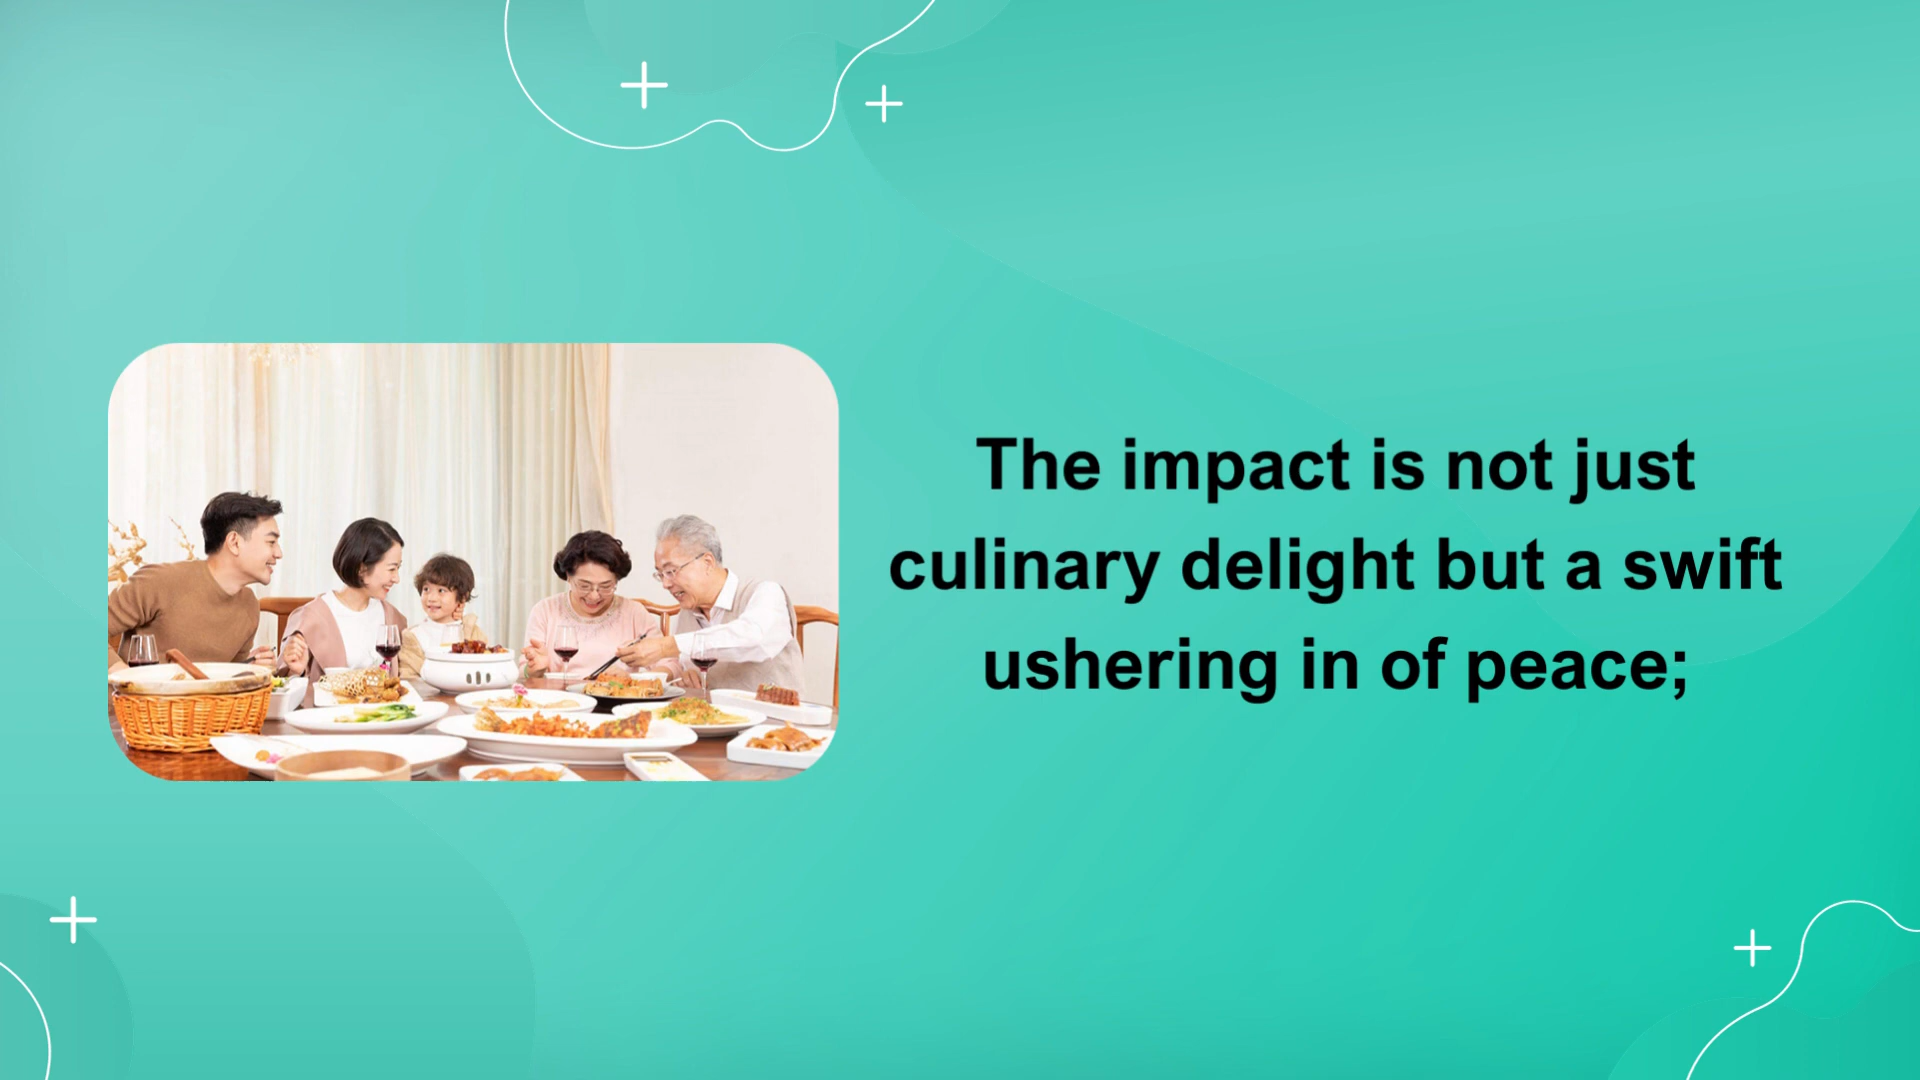 The impact is not just
culinary delight but a swift
ushering in of peace;